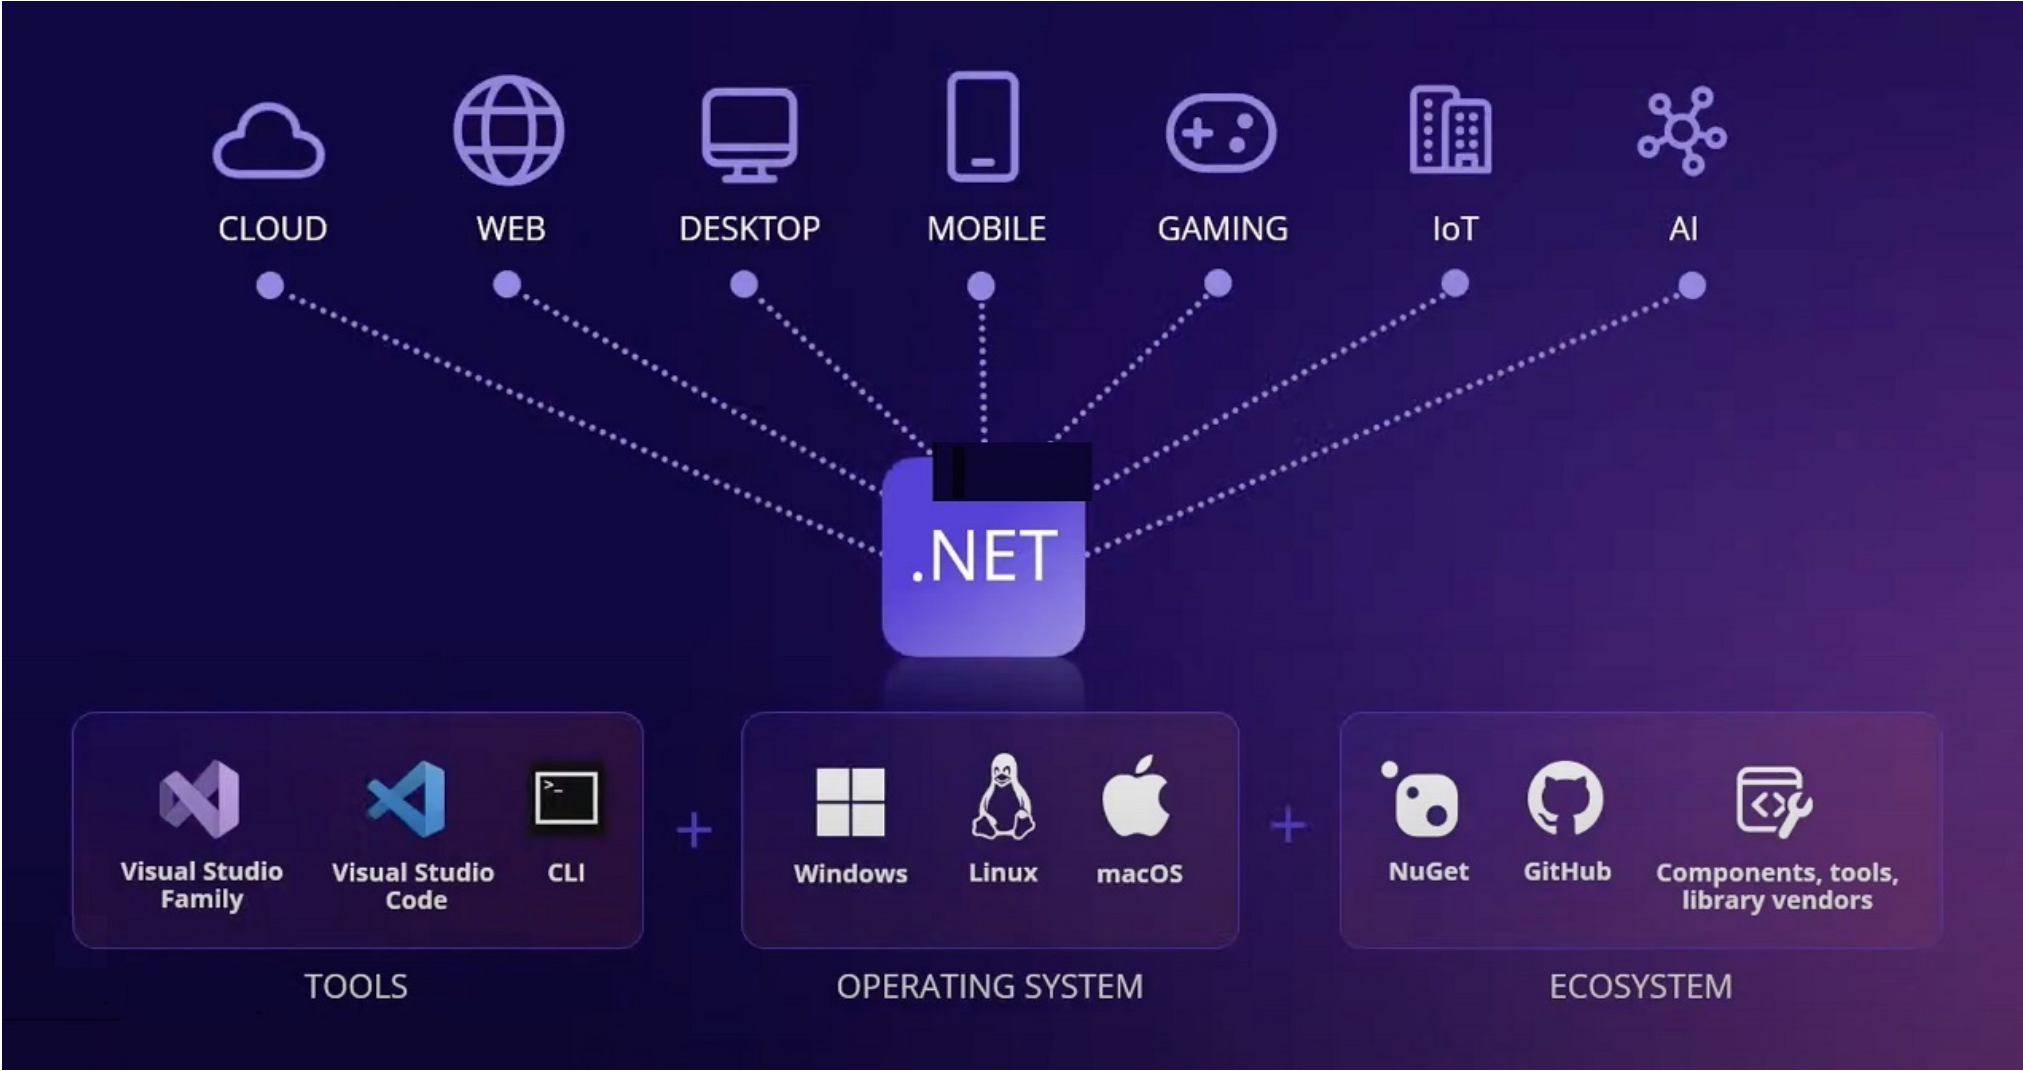 CLOUD
WEB
DESKTOP
MOBILE
GAMING
IoT
AI
.NET
>_
Visual Studio
Family
Visual Studio
Code
CLI
Windows
Linux
macOS
NuGet
GitHub
Components, tools,
library vendors
TOOLS
OPERATING SYSTEM
ECOSYSTEM